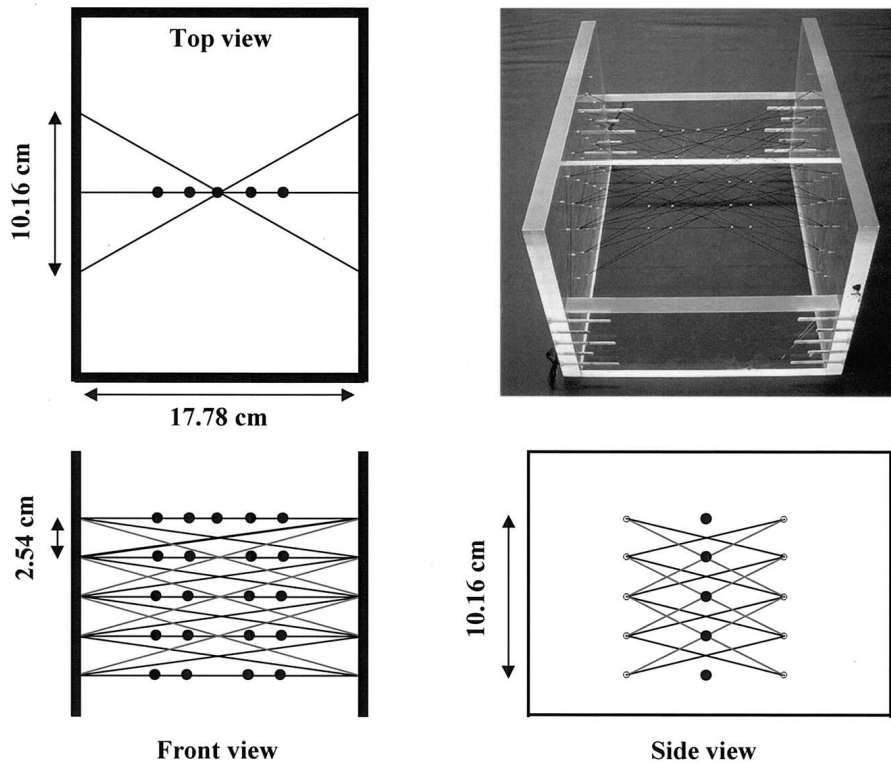 Top view
10.16 cm
17.78 cm
2.54 cm
10.16 cm
Front view
Side view